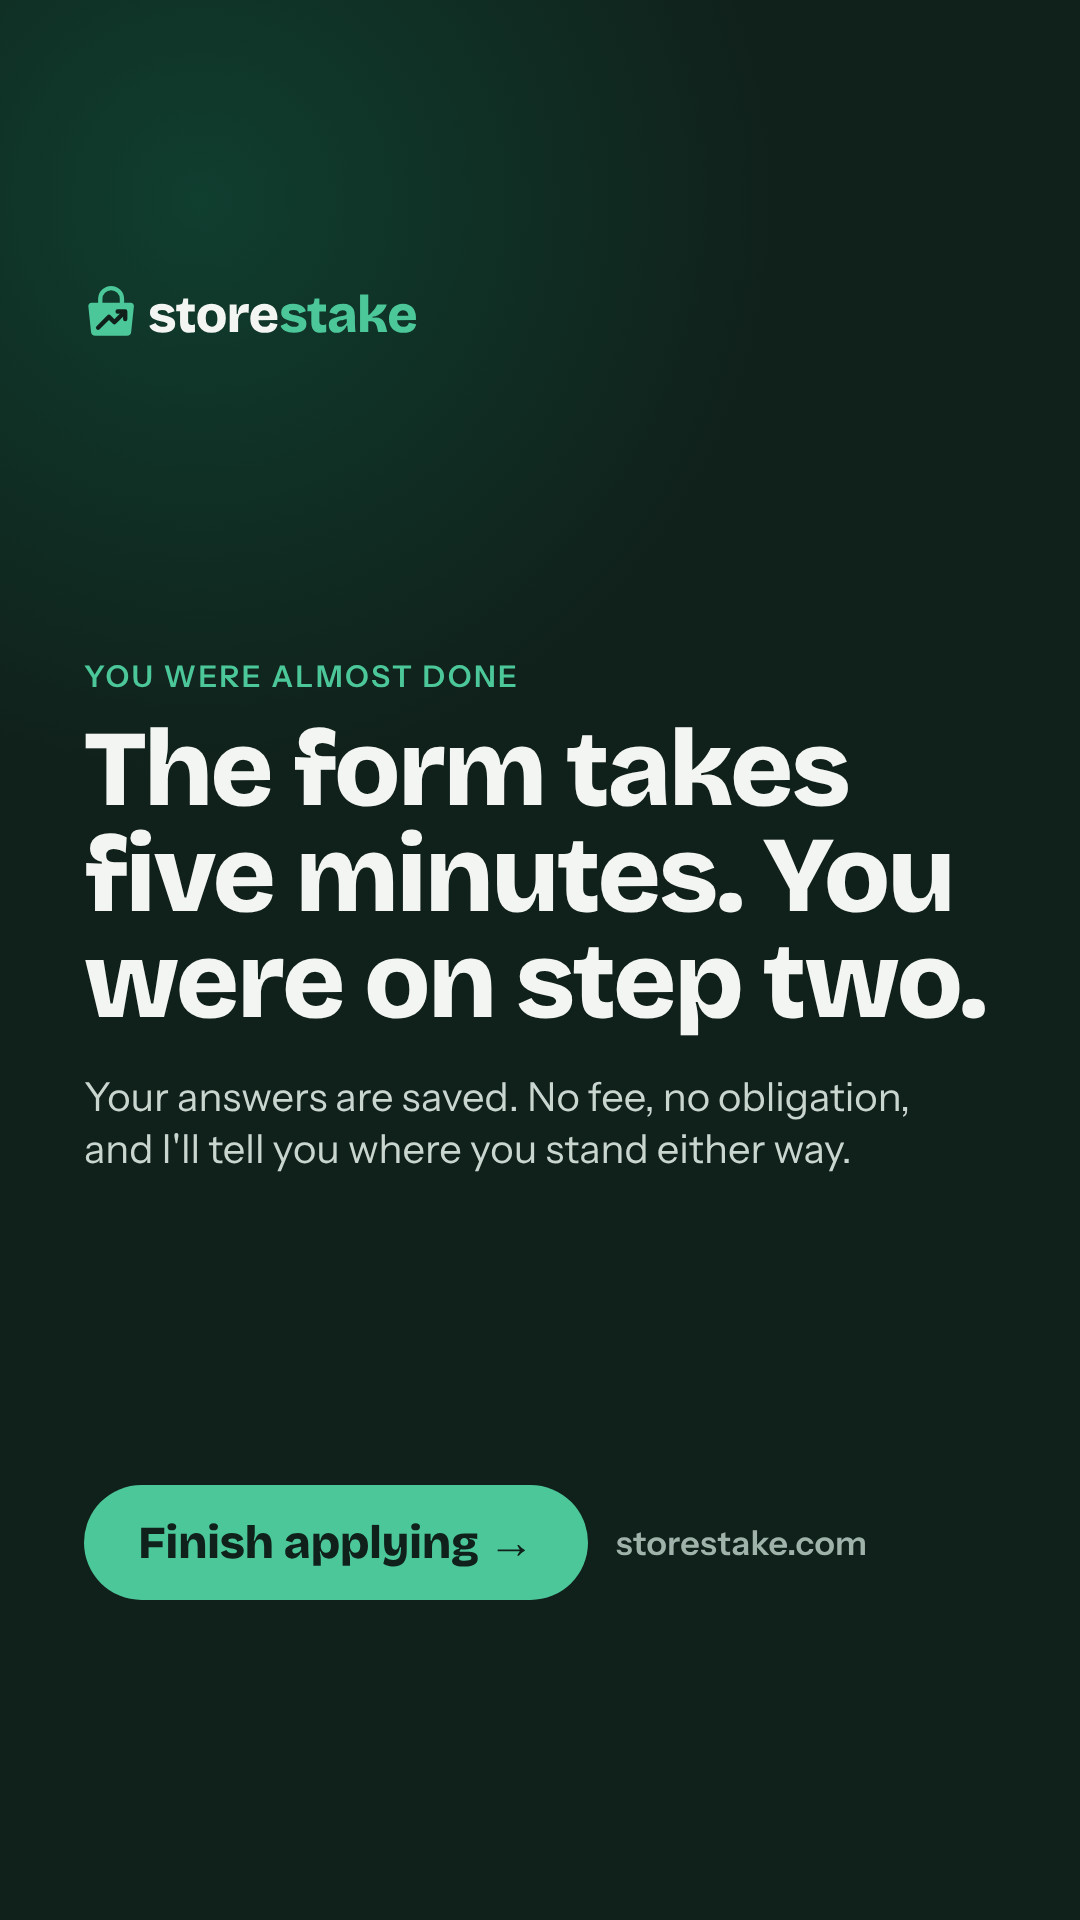 storestake
YOU WERE ALMOST DONE
The form takes
five minutes. You
were on step two.
Your answers are saved. No fee, no obligation,
and I'll tell you where you stand either way.
Finish applying →
storestake.com